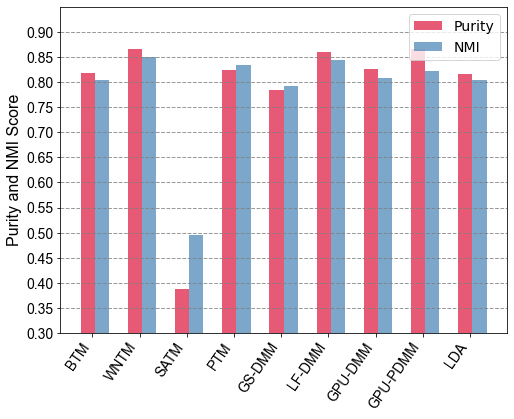 Purity
NMI
Purity and NMI Score
0.90
0.85
0.80
0.75
0.70
0.65
0.60
0.55
0.50
0.45
0.40
0.35
0.30
BTM
WNTM
SATM
PTM
GS-DMM
LF-DMM
GPU-DMM
GPU-PDMM
LDA